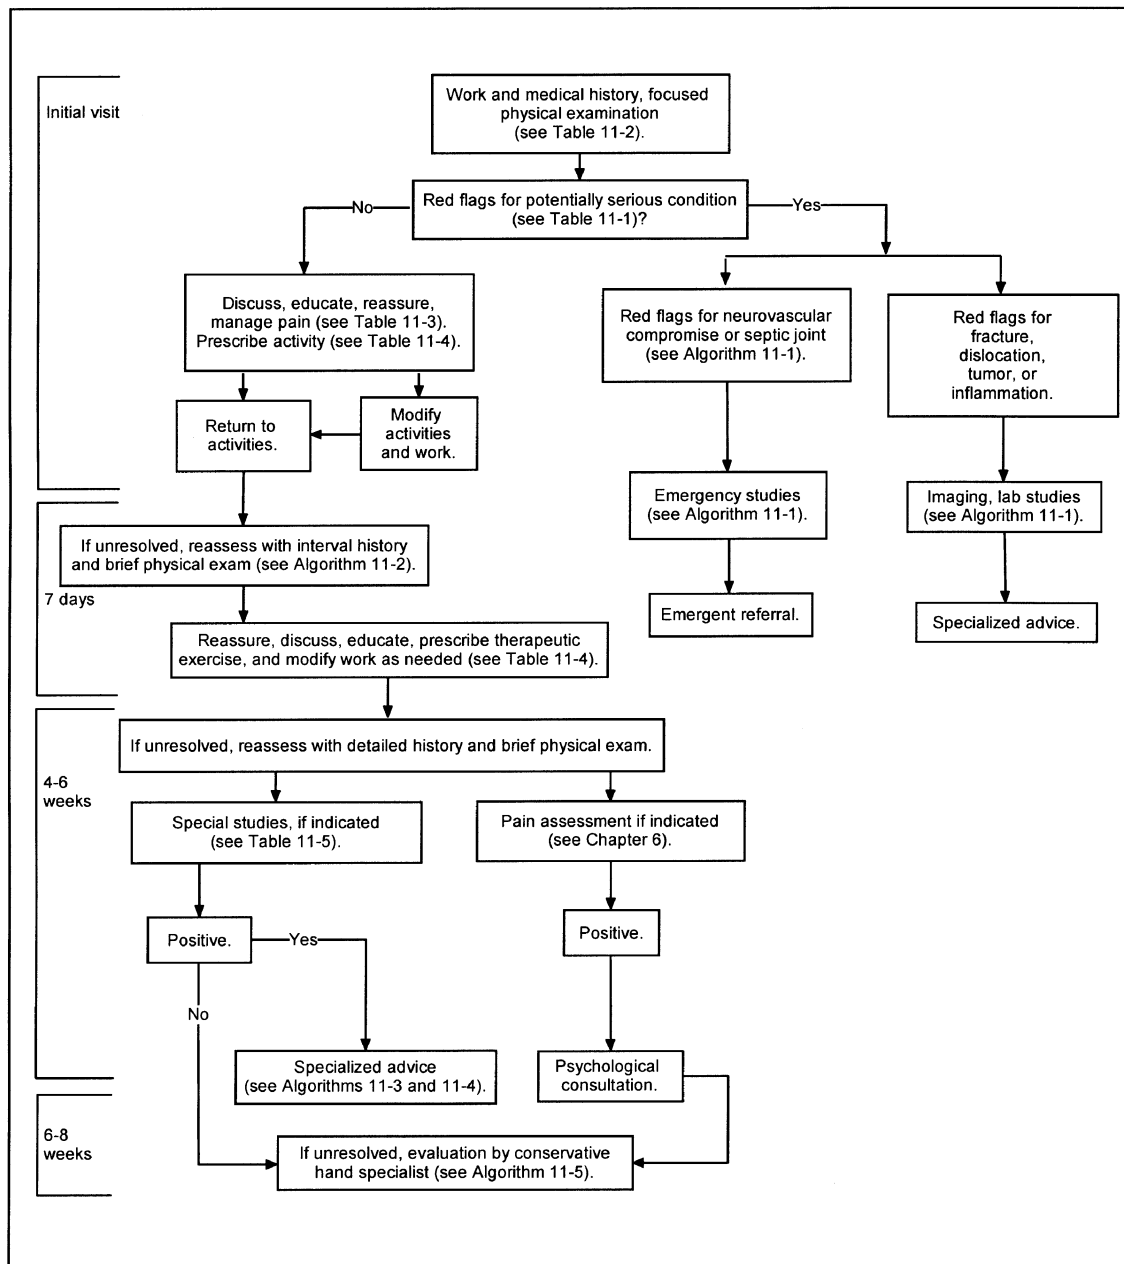 Initial visit
Work and medical history, focused
physical examination
(see Table 11-2).
Red flags for potentially serious condition
(see Table 11-1)?
No
Yes
Discuss, educate, reassure,
manage pain (see Table 11-3).
Prescribe activity (see Table 11-4).
Red flags for neurovascular
compromise or septic joint
(see Algorithm 11-1).
Red flags for
fracture,
dislocation,
tumor, or
inflammation.
Return to
activities.
Modify
activities
and work.
Emergency studies
(see Algorithm 11-1).
Imaging, lab studies
(see Algorithm 11-1).
7 days
If unresolved, reassess with interval history
and brief physical exam (see Algorithm 11-2).
Emergent referral.
Specialized advice.
Reassure, discuss, educate, prescribe therapeutic
exercise, and modify work as needed (see Table 11-4).
4-6
weeks
If unresolved, reassess with detailed history and brief physical exam.
Special studies, if indicated
(see Table 11-5).
Pain assessment if indicated
(see Chapter 6).
Positive.
Yes
Positive.
No
Specialized advice
(see Algorithms 11-3 and 11-4).
Psychological
consultation.
6-8
weeks
If unresolved, evaluation by conservative
hand specialist (see Algorithm 11-5).